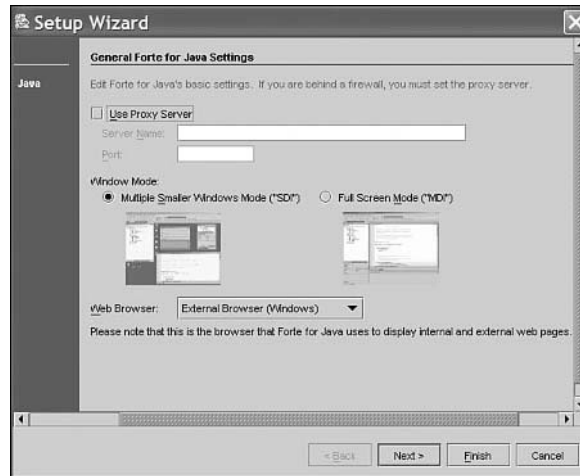 Setup Wizard
General Forte for Java Settings
Java
Edit Forte for Java's basic settings. If you are behind a firewall, you must set the proxy server.
Use Proxy Server
Server Name:
Port:
Window Mode:
Multiple Smaller Windows Mode ("SDI")
Full Screen Mode ("MDI")
Web Browser:
External Browser (Windows)
Please note that this is the browser that Forte for Java uses to display internal and external web pages.
< Back
Next >
Finish
Cancel